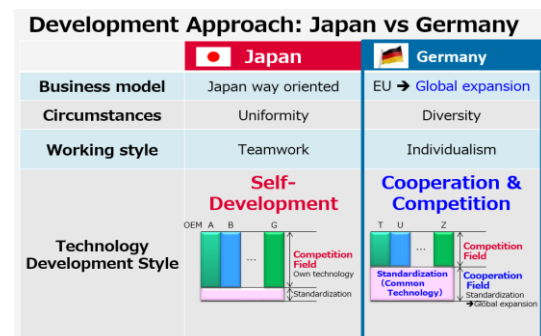 Development Approach: Japan vs Germany
Japan
Germany
Business model
Japan way oriented
EU ➔ Global expansion
Circumstances
Uniformity
Diversity
Working style
Teamwork
Individualism
Technology
Development Style
Self-
Development
OEM A B G
...
Competition
Field
Own technology
Standardization
Cooperation &
Competition
T U Z
...
Competition
Field
Standardization
(Common
Technology)
Cooperation
Field
Standardization
➔Global expansion